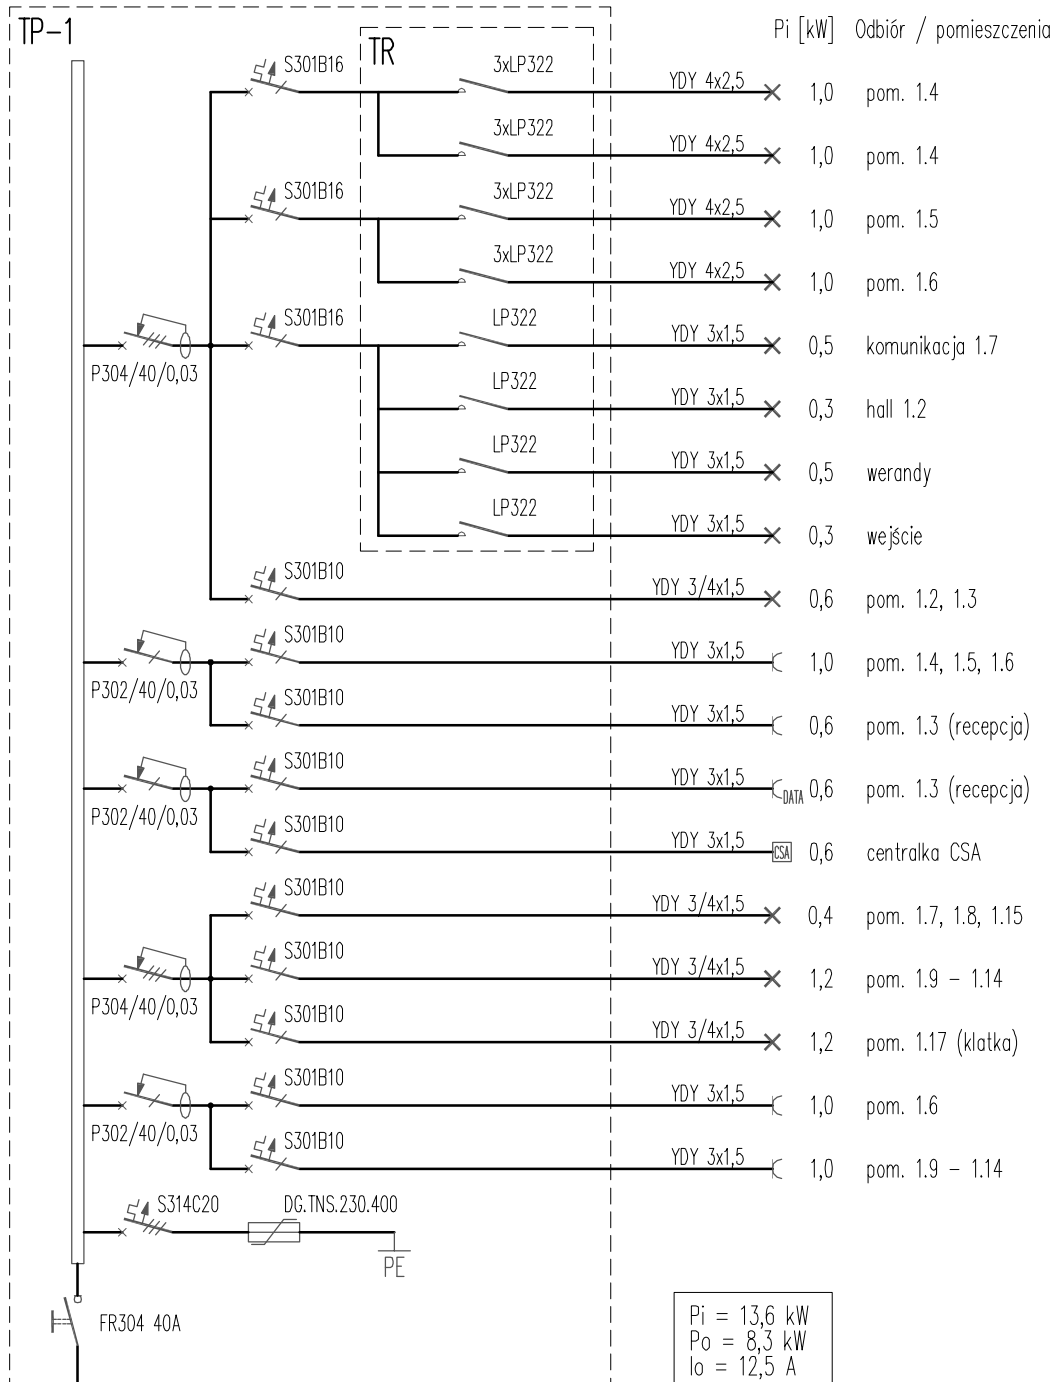 TP-1
Pi [kW] Odbiór / pomieszczenia
TR
S301B16 3xLP322 YDY 4x2,5 1,0 pom. 1.4
3xLP322 YDY 4x2,5 1,0 pom. 1.4
S301B16 3xLP322 YDY 4x2,5 1,0 pom. 1.5
3xLP322 YDY 4x2,5 1,0 pom. 1.6
P304/40/0,03 S301B16 LP322 YDY 3x1,5 0,5 komunikacja 1.7
LP322 YDY 3x1,5 0,3 hall 1.2
LP322 YDY 3x1,5 0,5 werandy
LP322 YDY 3x1,5 0,3 wejście
S301B10 YDY 3/4x1,5 0,6 pom. 1.2, 1.3
P302/40/0,03 S301B10 YDY 3x1,5 1,0 pom. 1.4, 1.5, 1.6
S301B10 YDY 3x1,5 0,6 pom. 1.3 (recepcja)
P302/40/0,03 S301B10 YDY 3x1,5 DATA 0,6 pom. 1.3 (recepcja)
S301B10 YDY 3x1,5 CSA 0,6 centralka CSA
S301B10 YDY 3/4x1,5 0,4 pom. 1.7, 1.8, 1.15
P304/40/0,03 S301B10 YDY 3/4x1,5 1,2 pom. 1.9 – 1.14
S301B10 YDY 3/4x1,5 1,2 pom. 1.17 (klatka)
P302/40/0,03 S301B10 YDY 3x1,5 1,0 pom. 1.6
S301B10 YDY 3x1,5 1,0 pom. 1.9 – 1.14
S314C20 DG.TNS.230.400
PE
FR304 40A
Pi = 13,6 kW
Po = 8,3 kW
Io = 12,5 A